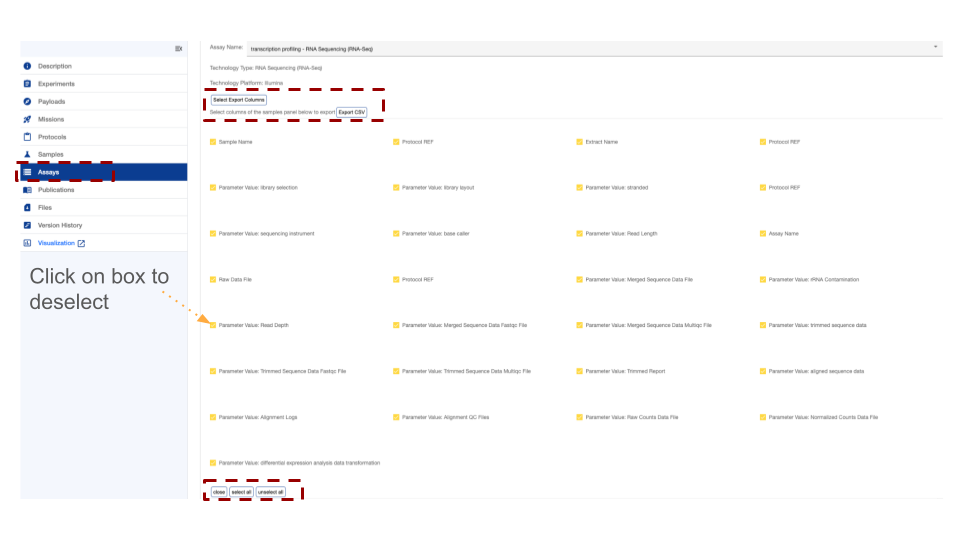 Assay Name: transcription profiling - RNA Sequencing (RNA-Seq)
Description
Technology Type: RNA Sequencing (RNA-Seq)
Experiments
Technology Platform: Illumina
Payloads
Select Export Columns
Missions
Select columns of the samples panel below to export Export CSV
Protocols
Sample Name Protocol REF Extract Name Protocol REF
Samples
Assays
Publications
Parameter Value: library selection Parameter Value: library layout Parameter Value: stranded Protocol REF
Files
Version History
Parameter Value: sequencing instrument Parameter Value: base caller Parameter Value: Read Length Assay Name
Visualization
Click on box to
deselect
Raw Data File Protocol REF Parameter Value: Merged Sequence Data File Parameter Value: rRNA Contamination
Parameter Value: Read Depth Parameter Value: Merged Sequence Data Fastqc File Parameter Value: Merged Sequence Data Multiqc File Parameter Value: trimmed sequence data
Parameter Value: Trimmed Sequence Data Fastqc File Parameter Value: Trimmed Sequence Data Multiqc File Parameter Value: Trimmed Report Parameter Value: aligned sequence data
Parameter Value: Alignment Logs Parameter Value: Alignment QC Files Parameter Value: Raw Counts Data File Parameter Value: Normalized Counts Data File
Parameter Value: differential expression analysis data transformation
close select all unselect all